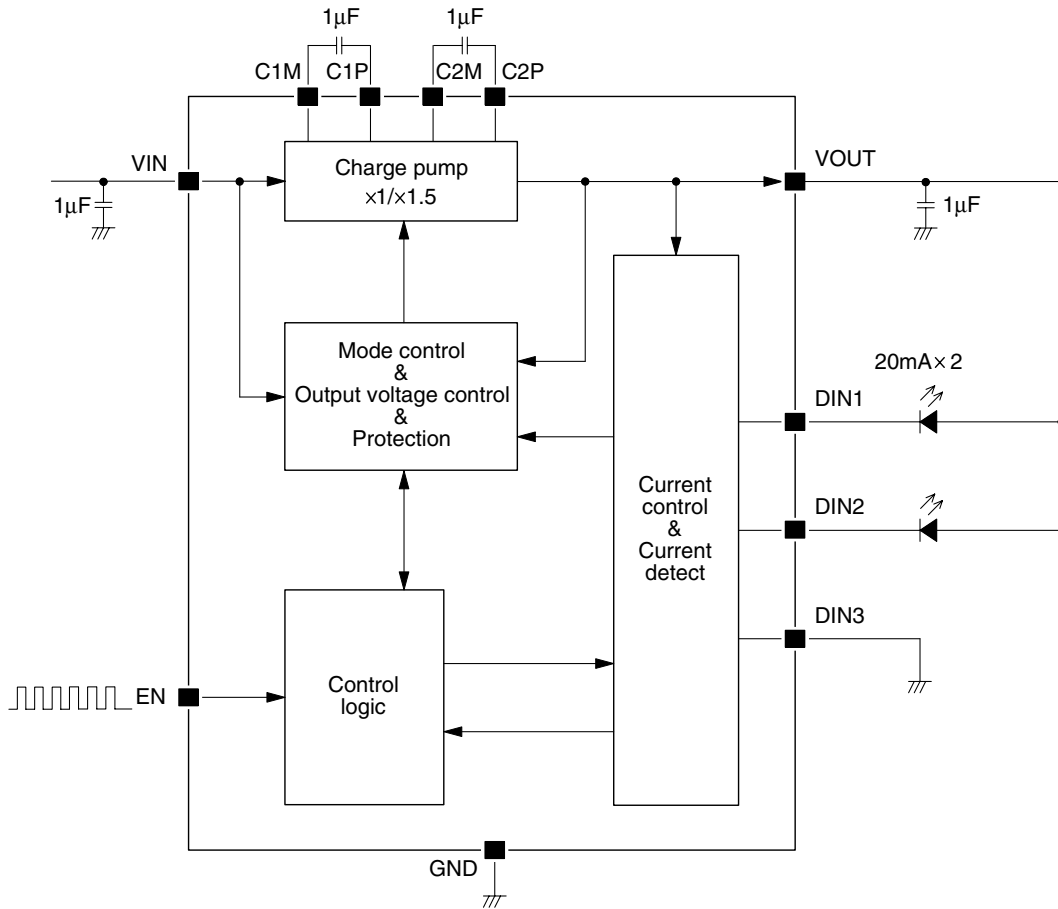 1μF
1μF
C1M
C1P
C2M
C2P
VIN
Charge pump
×1/×1.5
VOUT
1μF
1μF
Mode control
&
Output voltage control
&
Protection
20mA×2
DIN1
Current
control
&
Current
detect
DIN2
DIN3
EN
Control
logic
GND